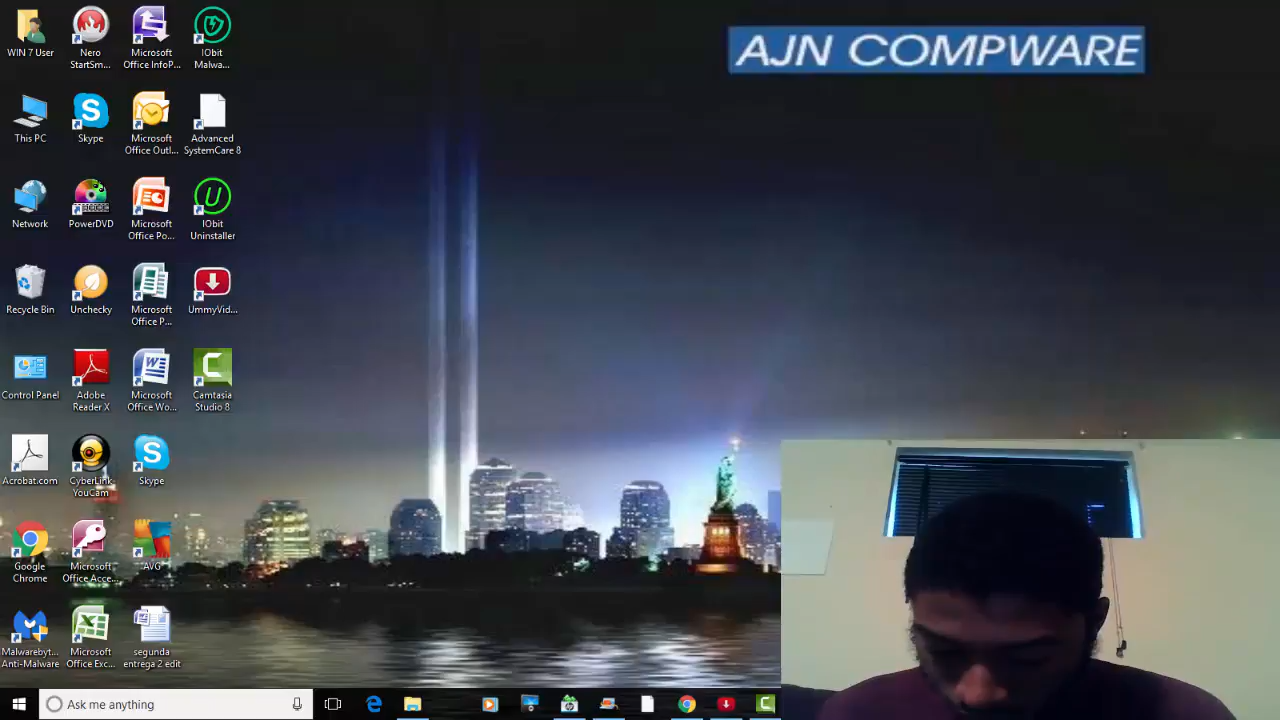 AJN COMPWARE
WIN 7 User
Nero
StartSm...
Microsoft
Office InfoP...
IObit
Malwa...
This PC
Skype
Microsoft
Office Outl...
Advanced
SystemCare 8
Network
PowerDVD
Microsoft
Office Po...
IObit
Uninstaller
Recycle Bin
Unchecky
Microsoft
Office P...
UmmyVid...
Control Panel
Adobe
Reader X
Microsoft
Office Wo...
Camtasia
Studio 8
Acrobat.com
CyberLink
YouCam
Skype
Google
Chrome
Microsoft
Office Acce...
AVG
Malwareby...
Anti-Malware
Microsoft
Office Exc...
segunda
entrega 2.edit
Ask me anything